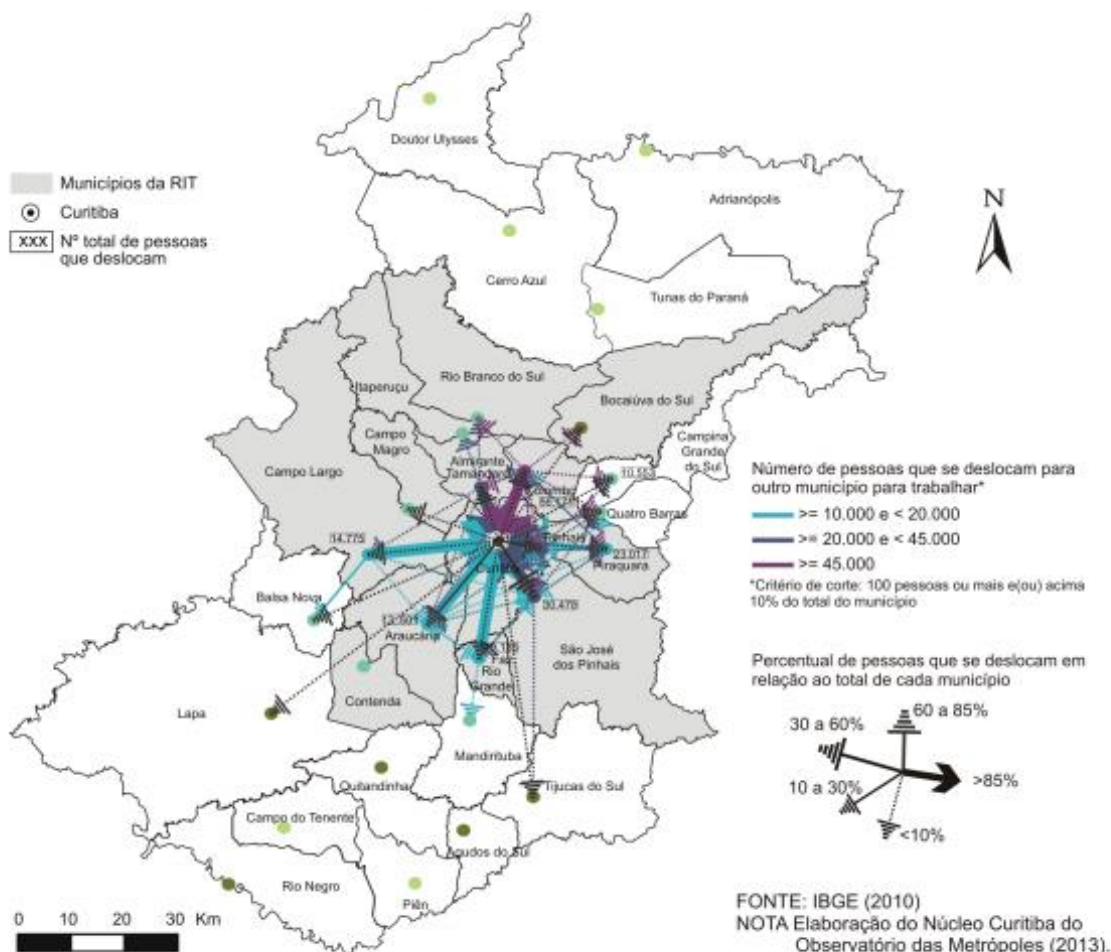 Doutor Ulysses
Adrianópolis
N
Municípios da RIT
Curitiba
XXX Nº total de pessoas
que deslocam
Cerro Azul
Tunas do Paraná
Rio Branco do Sul
Itaperuçu
Bocaiúva do Sul
Campo
Magro
Campina
Grande
do Sul
Campo Largo
Almirante
Tamandaré
10.553
Quatro Barras
Número de pessoas que se deslocam para
outro município para trabalhar*
>= 10.000 e < 20.000
>= 20.000 e < 45.000
>= 45.000
*Critério de corte: 100 pessoas ou mais e(ou) acima
10% do total do município
14.775
23.017
Piraquara
Balsa Nova
30.478
Araucária
São José
dos Pinhais
Rio
Grande
Percentual de pessoas que se deslocam em
relação ao total de cada município
Contenda
Lapa
30 a 60%
60 a 85%
10 a 30%
>85%
<10%
Mandirituba
Quitandinha
Tijucas do Sul
Campo do Tenente
Agudos do Sul
Rio Negro
Piên
0 10 20 30 Km
FONTE: IBGE (2010)
NOTA Elaboração do Núcleo Curitiba do
Observatório das Metrópoles (2013).